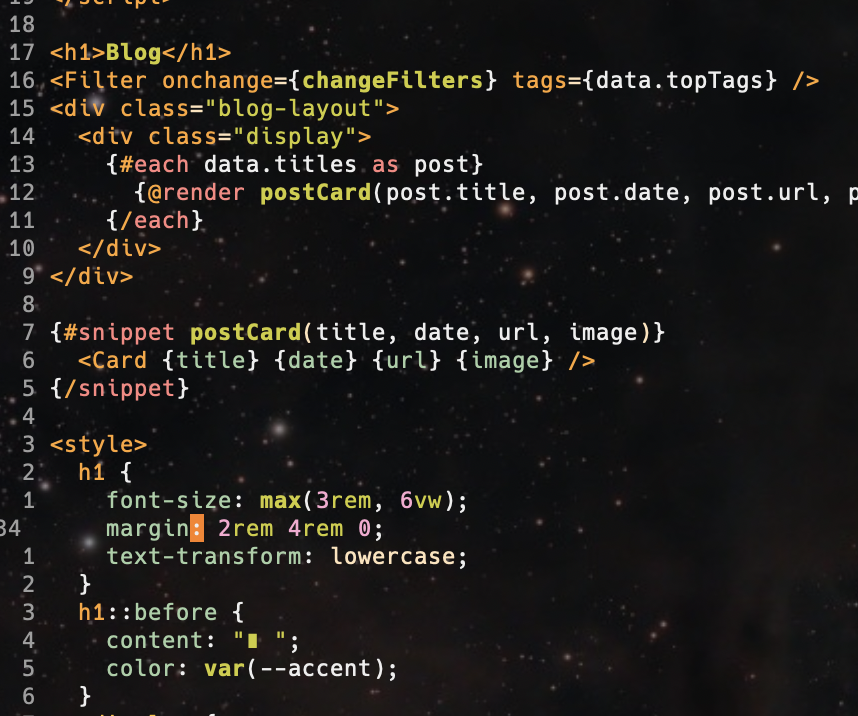 19 </script>
18
17 <h1>Blog</h1>
16 <Filter onchange={changeFilters} tags={data.topTags} />
15 <div class="blog-layout">
14   <div class="display">
13     {#each data.titles as post}
12       {@render postCard(post.title, post.date, post.url, p
11     {/each}
10   </div>
9 </div>
8
7 {#snippet postCard(title, date, url, image)}
6   <Card {title} {date} {url} {image} />
5 {/snippet}
4
3 <style>
2   h1 {
1     font-size: max(3rem, 6vw);
34     margin: 2rem 4rem 0;
1     text-transform: lowercase;
2   }
3   h1::before {
4     content: "▮ ";
5     color: var(--accent);
6   }